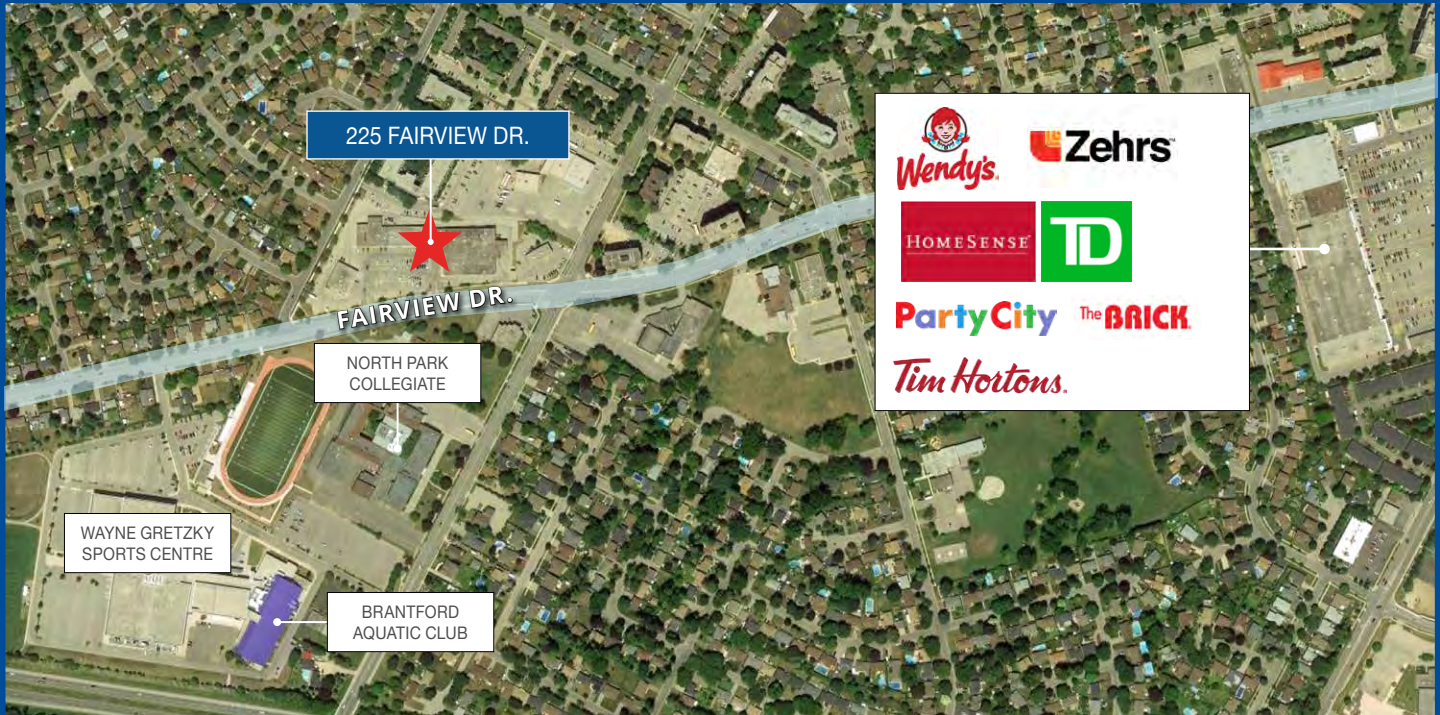 225 FAIRVIEW DR.
Wendy's
Zehrs
HOMESENSE
TD
FAIRVIEW DR.
Party City
The BRICK
NORTH PARK
COLLEGIATE
Tim Hortons
WAYNE GRETZKY
SPORTS CENTRE
BRANTFORD
AQUATIC CLUB